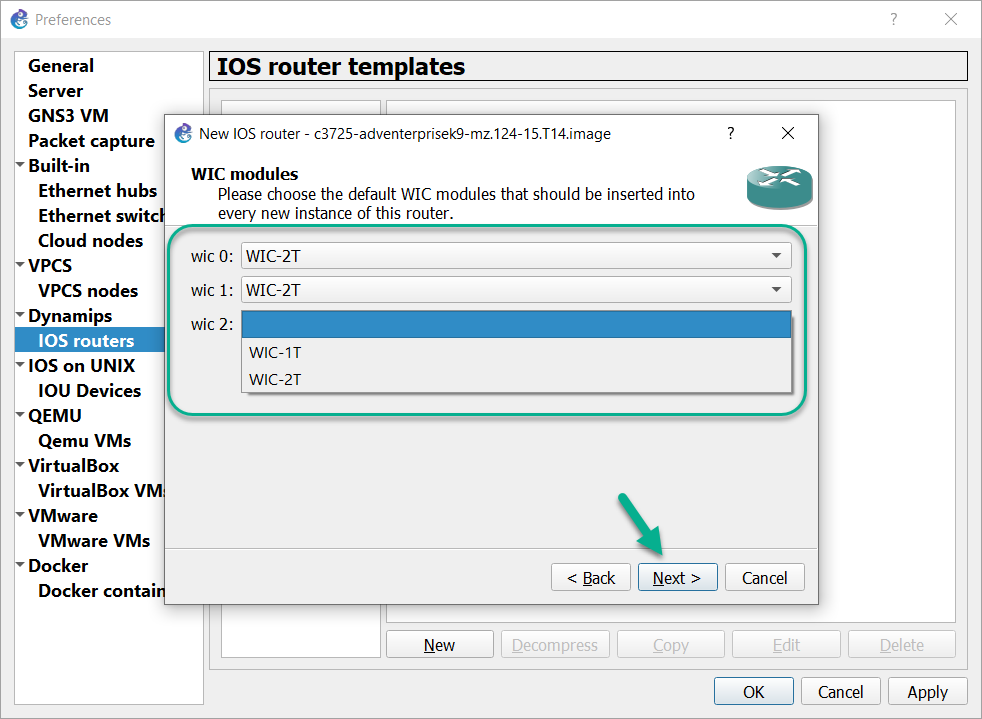 Preferences
?
General
Server
GNS3 VM
Packet capture
Built-in
Ethernet hubs
Ethernet switch
Cloud nodes
VPCS
VPCS nodes
Dynamips
IOS routers
IOS on UNIX
IOU Devices
QEMU
Qemu VMs
VirtualBox
VirtualBox VMs
VMware
VMware VMs
Docker
Docker contain
IOS router templates
New IOS router - c3725-adventerprisek9-mz.124-15.T14.image
?
WIC modules
Please choose the default WIC modules that should be inserted into
every new instance of this router.
wic 0: WIC-2T
wic 1: WIC-2T
wic 2:
WIC-1T
WIC-2T
< Back Next > Cancel
New Decompress Copy Edit Delete
OK Cancel Apply